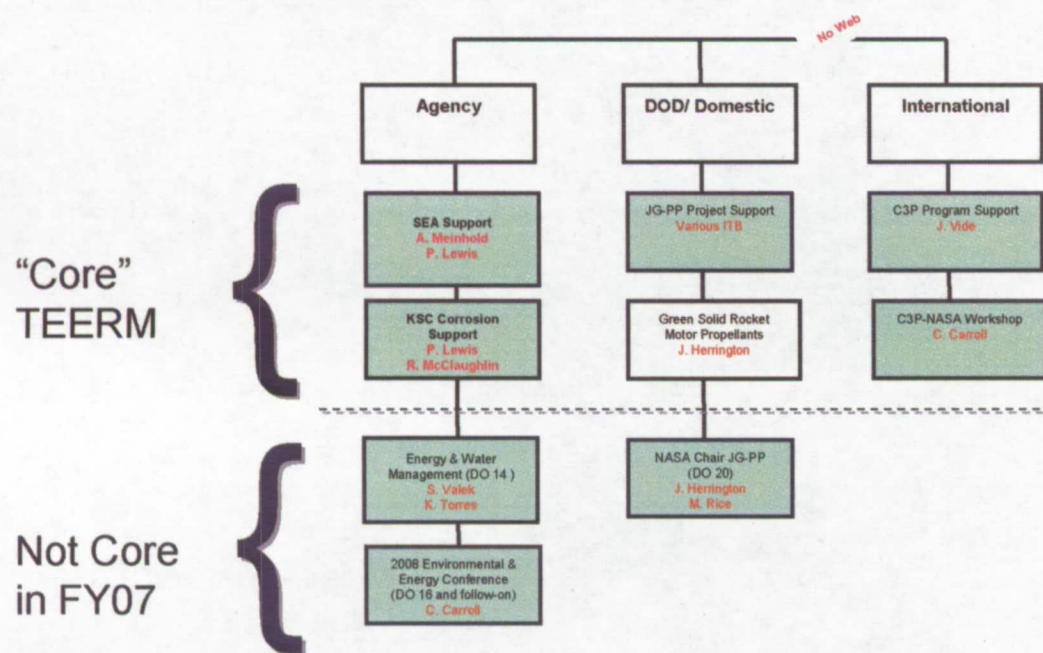 No Web
Agency
DOD/ Domestic
International
"Core"
TEERM
SEA Support
A. Meinhold
P. Lewis
JG-PP Project Support
Various ITB
C3P Program Support
J. Vide
KSC Corrosion
Support
P. Lewis
R. McClaughlin
Green Solid Rocket
Motor Propellants
J. Herrington
C3P-NASA Workshop
C. Carroll
Not Core
in FY07
Energy & Water
Management (DO 14 )
S. Valek
K. Torres
NASA Chair JG-PP
(DO 20)
J. Herrington
M. Rice
2008 Environmental &
Energy Conference
(DO 16 and follow-on)
C. Carroll